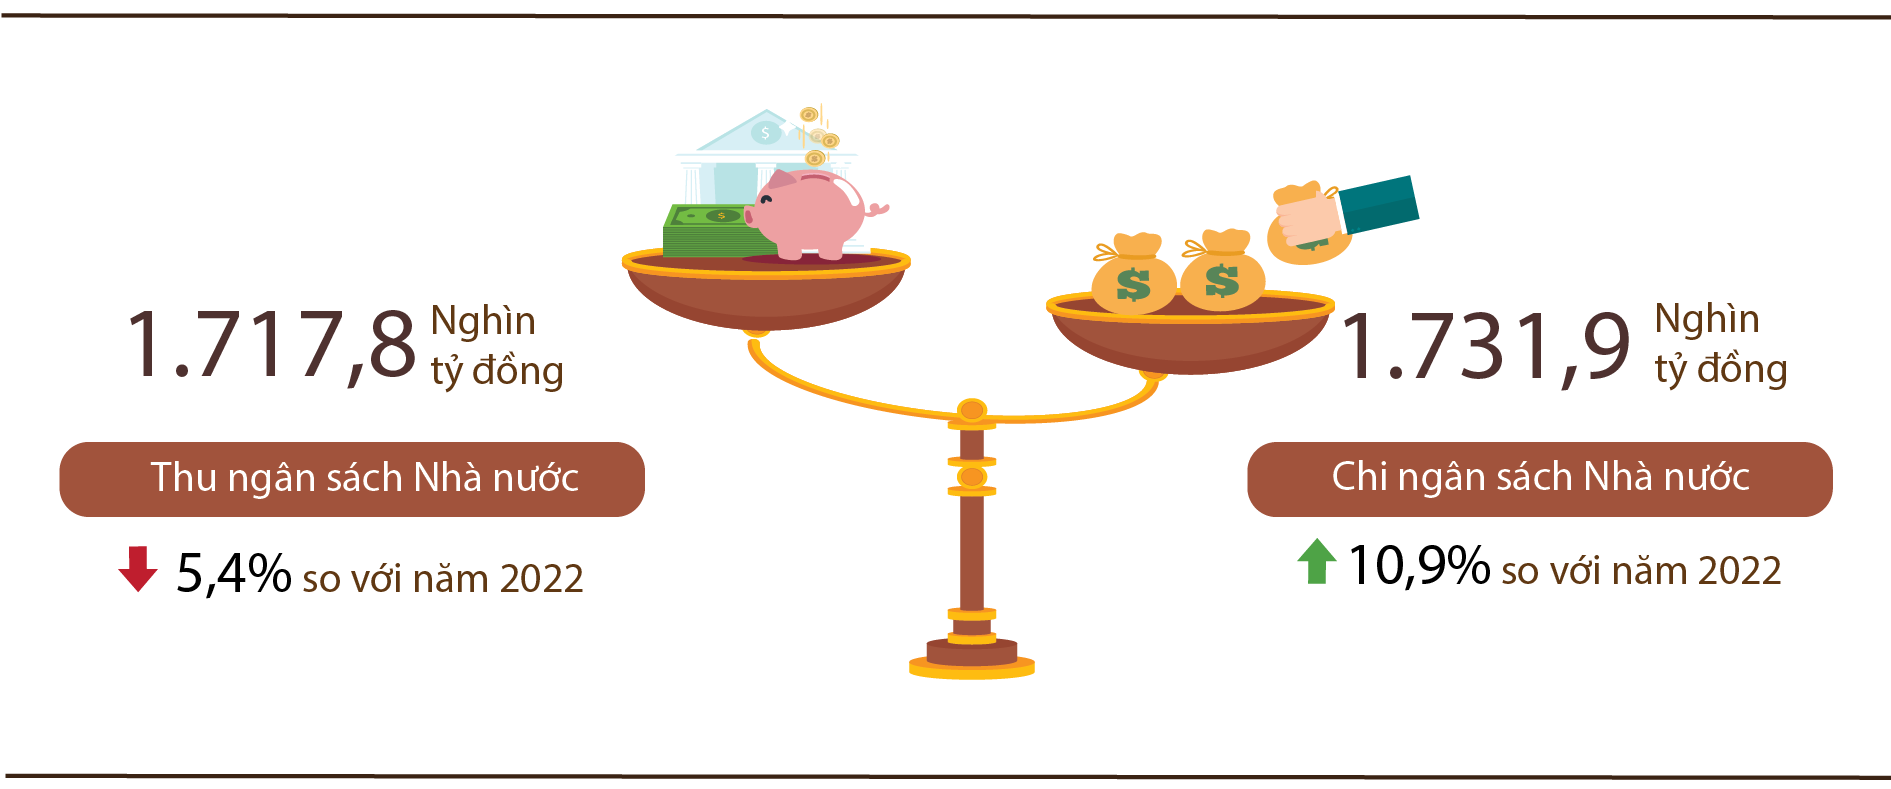 1.717,8 Nghìn
tỷ đồng
Thu ngân sách Nhà nước
5,4% so với năm 2022
$
$
$
$
1.731,9 Nghìn
tỷ đồng
Chi ngân sách Nhà nước
10,9% so với năm 2022